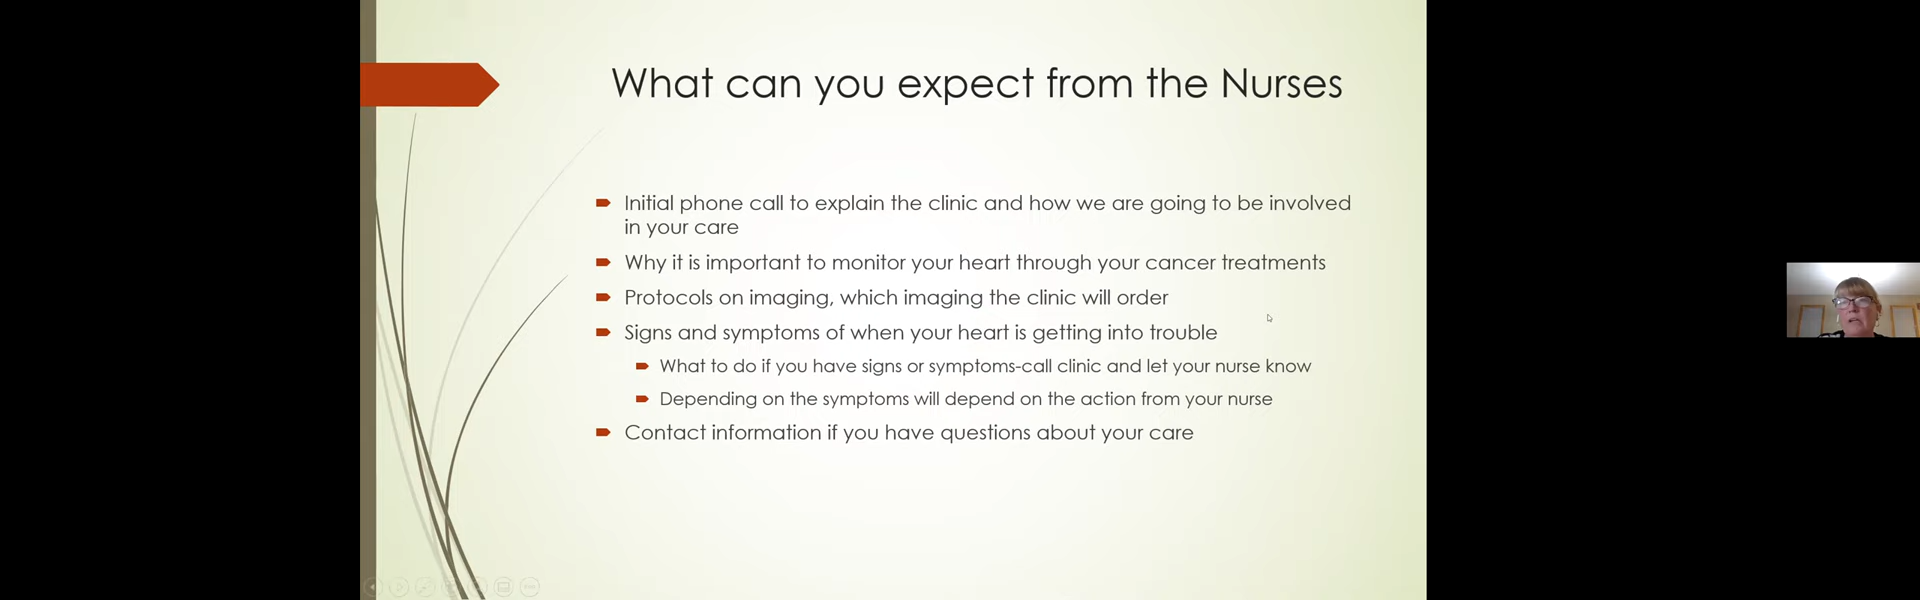 What can you expect from the Nurses
Initial phone call to explain the clinic and how we are going to be involved
in your care
Why it is important to monitor your heart through your cancer treatments
Protocols on imaging, which imaging the clinic will order
Signs and symptoms of when your heart is getting into trouble
What to do if you have signs or symptoms-call clinic and let your nurse know
Depending on the symptoms will depend on the action from your nurse
Contact information if you have questions about your care